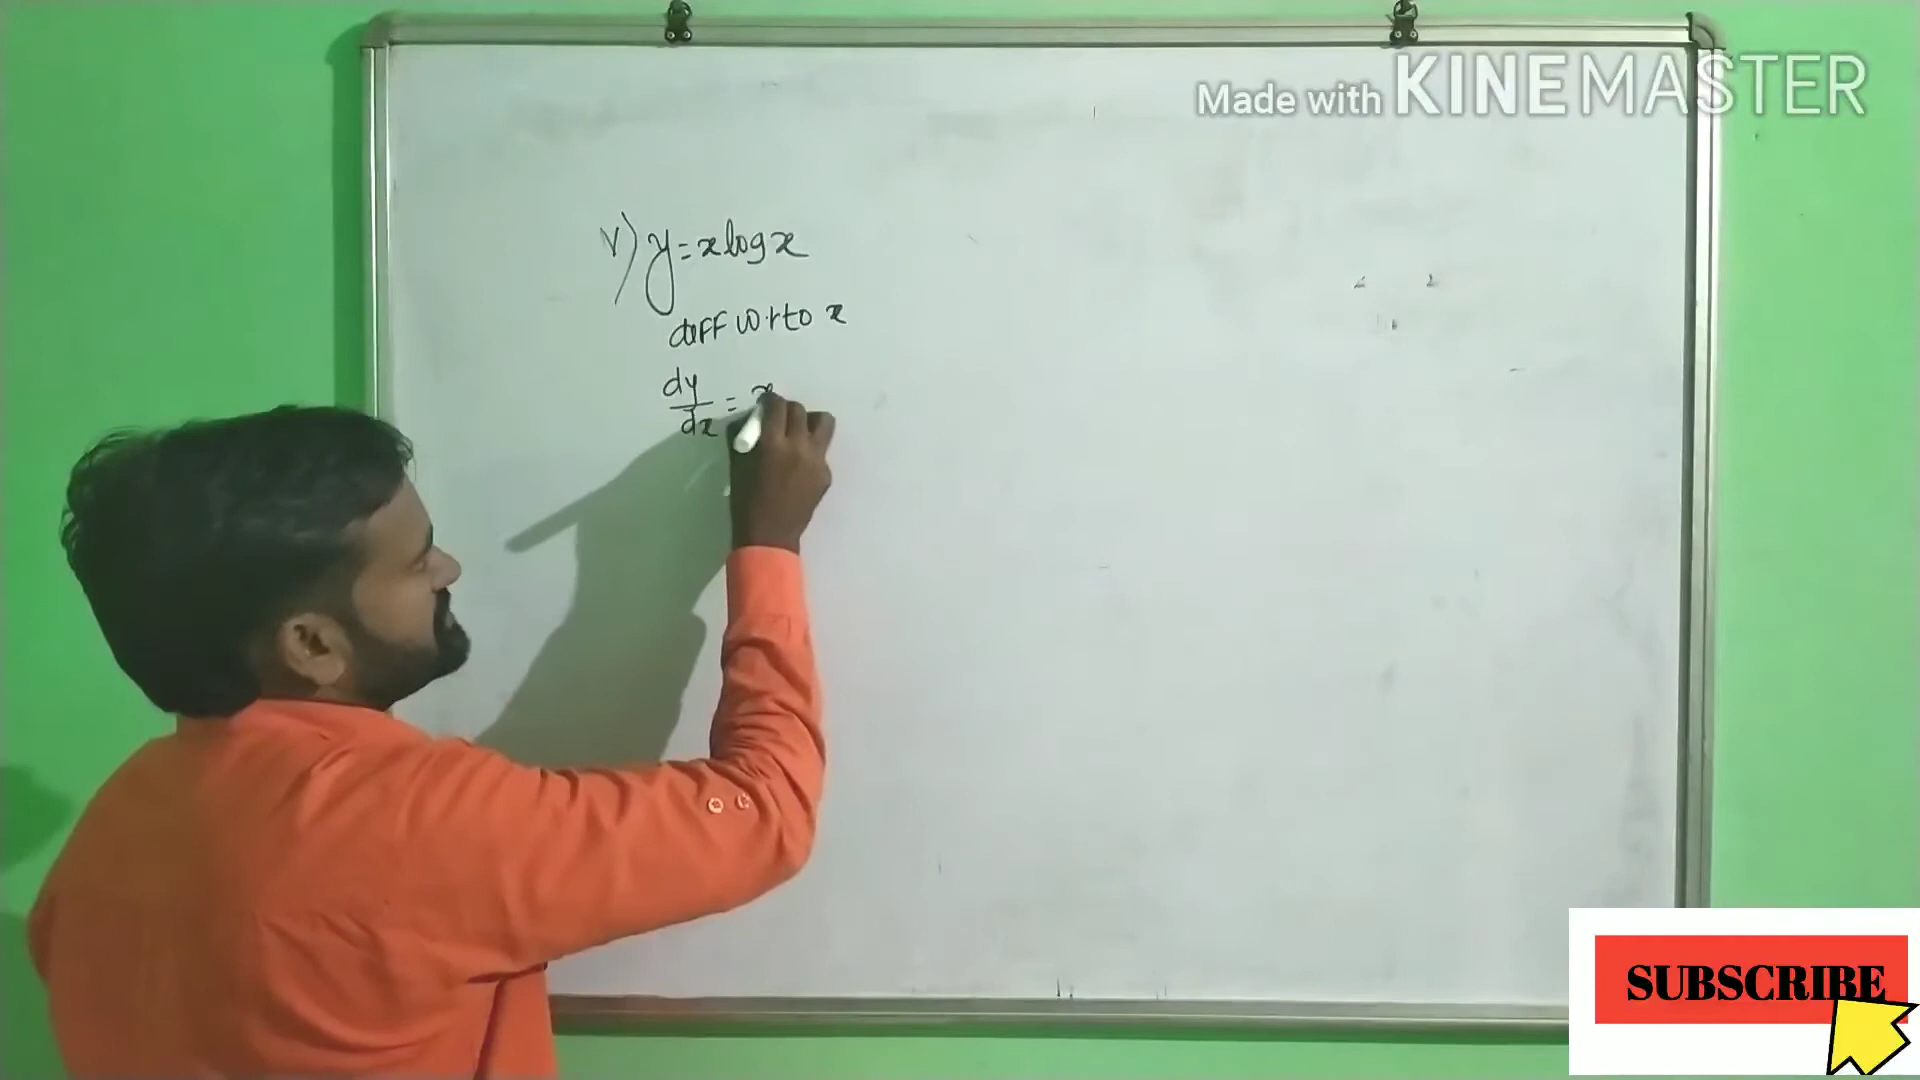 Made with KINEMASTER
v) y = x log x
diff w.r to x
dy/dx = x
SUBSCRIBE